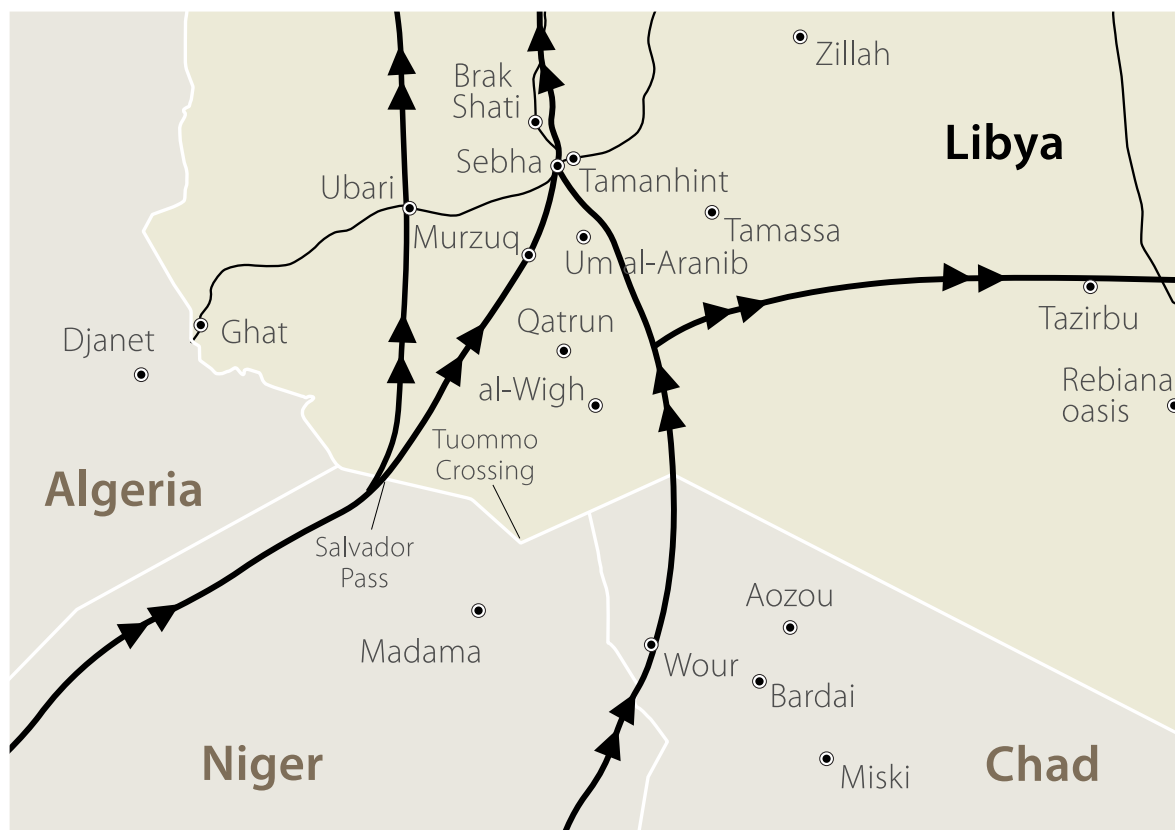 Zillah
Brak
Shati
Libya
Sebha
Tamanhint
Ubari
Tamassa
Murzuq
Um al-Aranib
Qatrun
Tazirbu
Ghat
Djanet
al-Wigh
Rebiana
oasis
Tuommo
Crossing
Algeria
Salvador
Pass
Aozou
Madama
Wour
Bardai
Niger
Chad
Miski